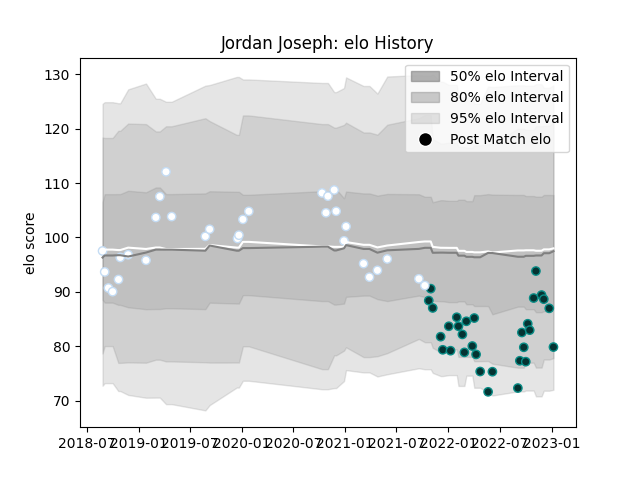 Jordan Joseph: elo History
50% elo Interval
80% elo Interval
95% elo Interval
Post Match elo
elo score
130
120
110
100
90
80
70
2018-07
2019-01
2019-07
2020-01
2020-07
2021-01
2021-07
2022-01
2022-07
2023-01